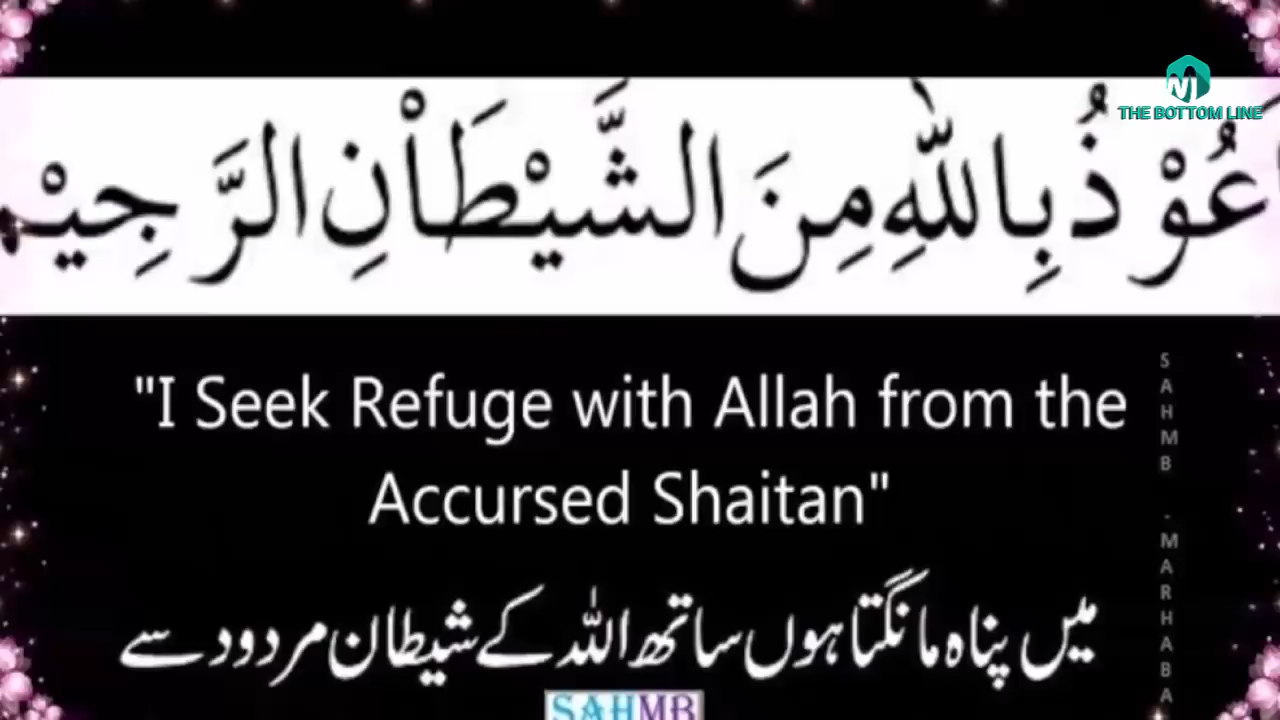 THE BOTTOM LINE
عُوْذُ بِاللّٰهِ مِنَ الشَّيْطَاْنِ الرَّجِيْم
"I Seek Refuge with Allah from the
Accursed Shaitan"
میں پناہ مانگتا ہوں ساتھ اللہ کے شیطان مردود سے
SAHMB - MARHABA
SAHMB